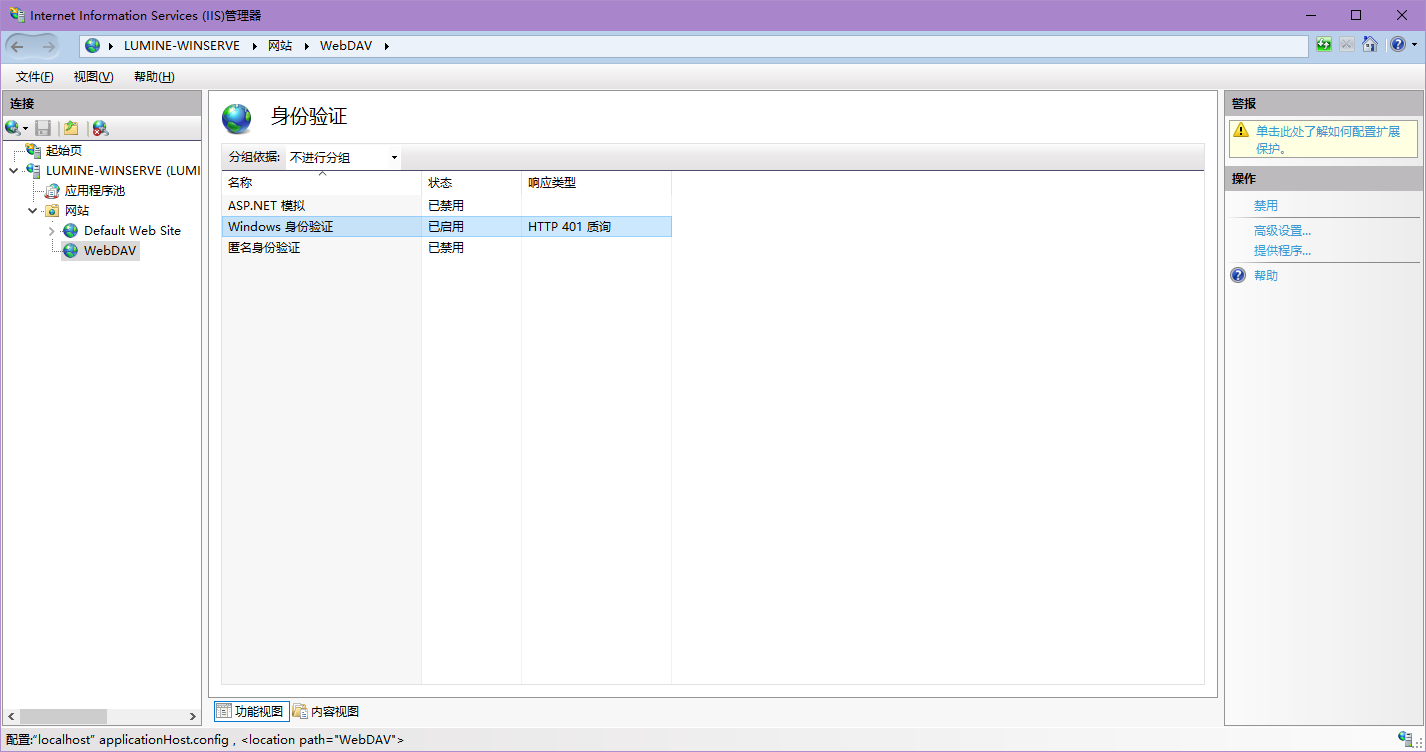 Internet Information Services (IIS)管理器
LUMINE-WINSERVE
网站
WebDAV
文件(F)
视图(V)
帮助(H)
连接
起始页
LUMINE-WINSERVE (LUMI
应用程序池
网站
Default Web Site
WebDAV
身份验证
分组依据:
不进行分组
名称
状态
响应类型
ASP.NET 模拟
已禁用
Windows 身份验证
已启用
HTTP 401 质询
匿名身份验证
已禁用
功能视图
内容视图
警报
单击此处了解如何配置扩展
保护。
操作
禁用
高级设置...
提供程序...
帮助
配置:"localhost" applicationHost.config , <location path="WebDAV">